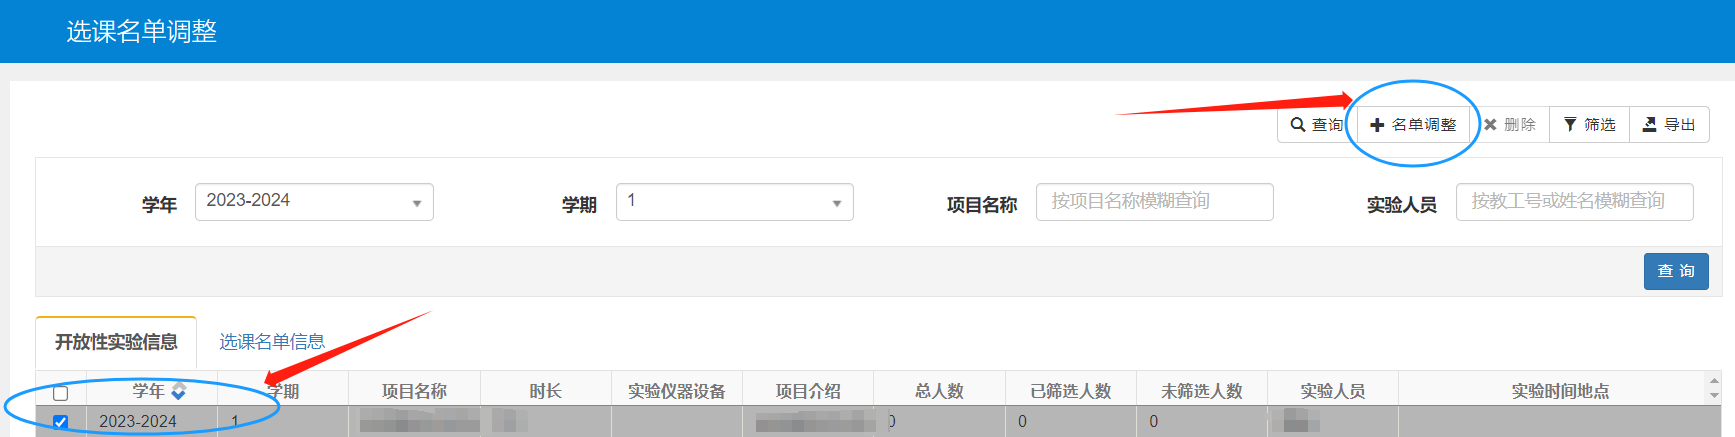 选课名单调整
查询 名单调整 删除 筛选 导出
学年 2023-2024 学期 1 项目名称 按项目名称模糊查询 实验人员 按教工号或姓名模糊查询
查 询
开放性实验信息 选课名单信息
学年 学期 项目名称 时长 实验仪器设备 项目介绍 总人数 已筛选人数 未筛选人数 实验人员 实验时间地点
2023-2024 1 0 0 0